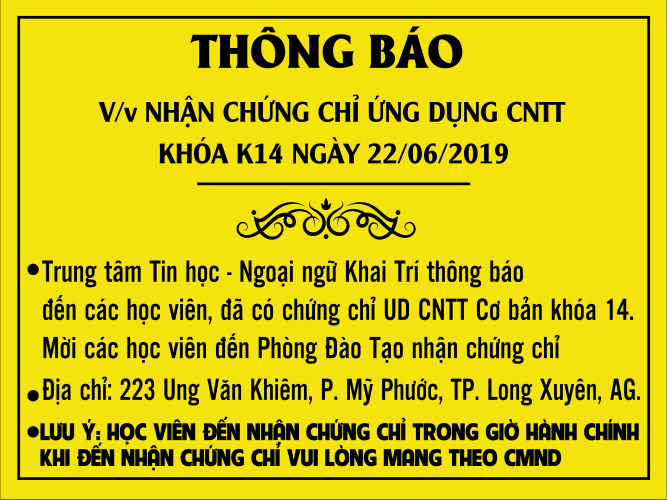 THÔNG BÁO
V/v NHẬN CHỨNG CHỈ ỨNG DỤNG CNTT
KHÓA K14 NGÀY 22/06/2019
•Trung tâm Tin học - Ngoại ngữ Khai Trí thông báo
đến các học viên, đã có chứng chỉ UD CNTT Cơ bản khóa 14.
Mời các học viên đến Phòng Đào Tạo nhận chứng chỉ
•Địa chỉ: 223 Ung Văn Khiêm, P. Mỹ Phước, TP. Long Xuyên, AG.
•LƯU Ý: HỌC VIÊN ĐẾN NHẬN CHỨNG CHỈ TRONG GIỜ HÀNH CHÍNH
KHI ĐẾN NHẬN CHỨNG CHỈ VUI LÒNG MANG THEO CMND